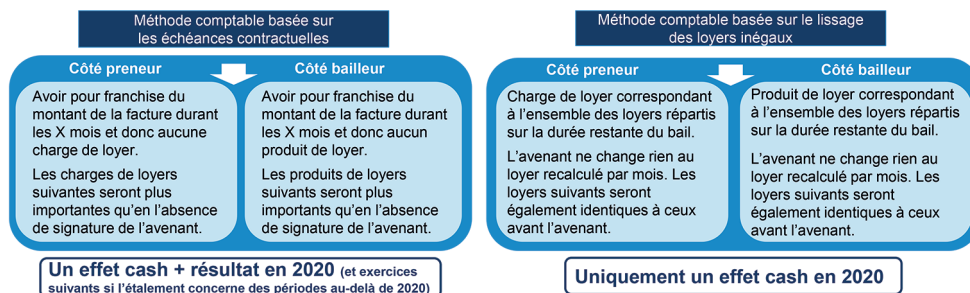 Méthode comptable basée sur
les échéances contractuelles
Côté preneur
Avoir pour franchise du
montant de la facture durant
les X mois et donc aucune
charge de loyer.
Les charges de loyers
suivantes seront plus
importantes qu’en l’absence
de signature de l’avenant.
Côté bailleur
Avoir pour franchise du
montant de la facture durant
les X mois et donc aucun
produit de loyer.
Les produits de loyers
suivants seront plus
importants qu’en l’absence
de signature de l’avenant.
Un effet cash + résultat en 2020 (et exercices
suivants si l’étalement concerne des périodes au-delà de 2020)
Méthode comptable basée sur le lissage
des loyers inégaux
Côté preneur
Charge de loyer correspondant
à l’ensemble des loyers répartis
sur la durée restante du bail.
L’avenant ne change rien au
loyer recalculé par mois. Les
loyers suivants seront
également identiques à ceux
avant l’avenant.
Côté bailleur
Produit de loyer correspondant
à l’ensemble des loyers répartis
sur la durée restante du bail.
L’avenant ne change rien au
loyer recalculé par mois. Les
loyers suivants seront
également identiques à ceux
avant l’avenant.
Uniquement un effet cash en 2020